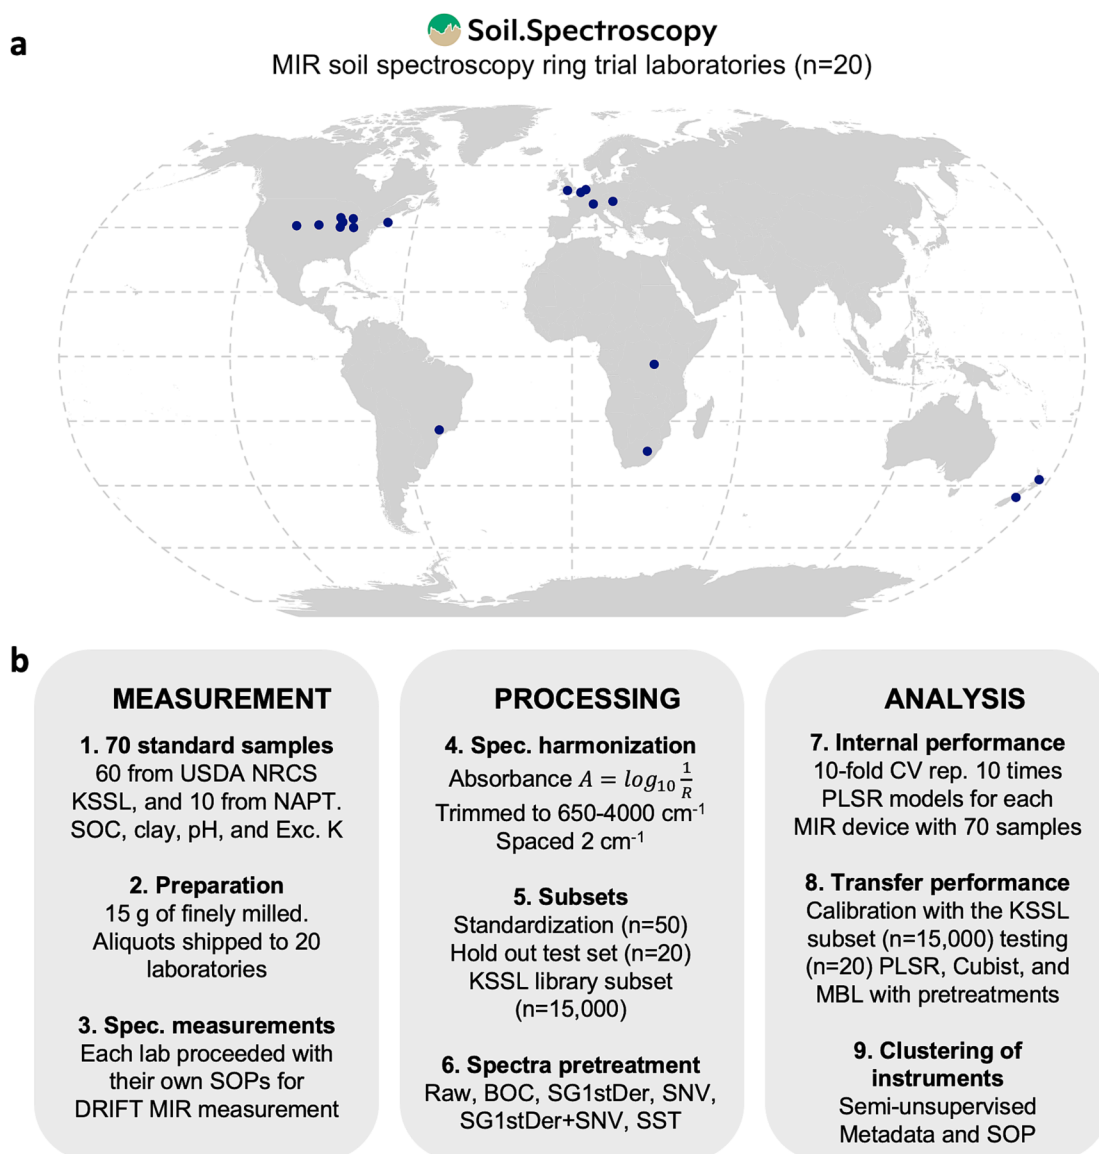 a
Soil.Spectroscopy
MIR soil spectroscopy ring trial laboratories (n=20)
b
MEASUREMENT
1. 70 standard samples
60 from USDA NRCS
KSSL, and 10 from NAPT.
SOC, clay, pH, and Exc. K
2. Preparation
15 g of finely milled.
Aliquots shipped to 20
laboratories
3. Spec. measurements
Each lab proceeded with
their own SOPs for
DRIFT MIR measurement
PROCESSING
4. Spec. harmonization
Absorbance A = log₁₀ 1/R
Trimmed to 650-4000 cm⁻¹
Spaced 2 cm⁻¹
5. Subsets
Standardization (n=50)
Hold out test set (n=20)
KSSL library subset
(n=15,000)
6. Spectra pretreatment
Raw, BOC, SG1stDer, SNV,
SG1stDer+SNV, SST
ANALYSIS
7. Internal performance
10-fold CV rep. 10 times
PLSR models for each
MIR device with 70 samples
8. Transfer performance
Calibration with the KSSL
subset (n=15,000) testing
(n=20) PLSR, Cubist, and
MBL with pretreatments
9. Clustering of
instruments
Semi-unsupervised
Metadata and SOP